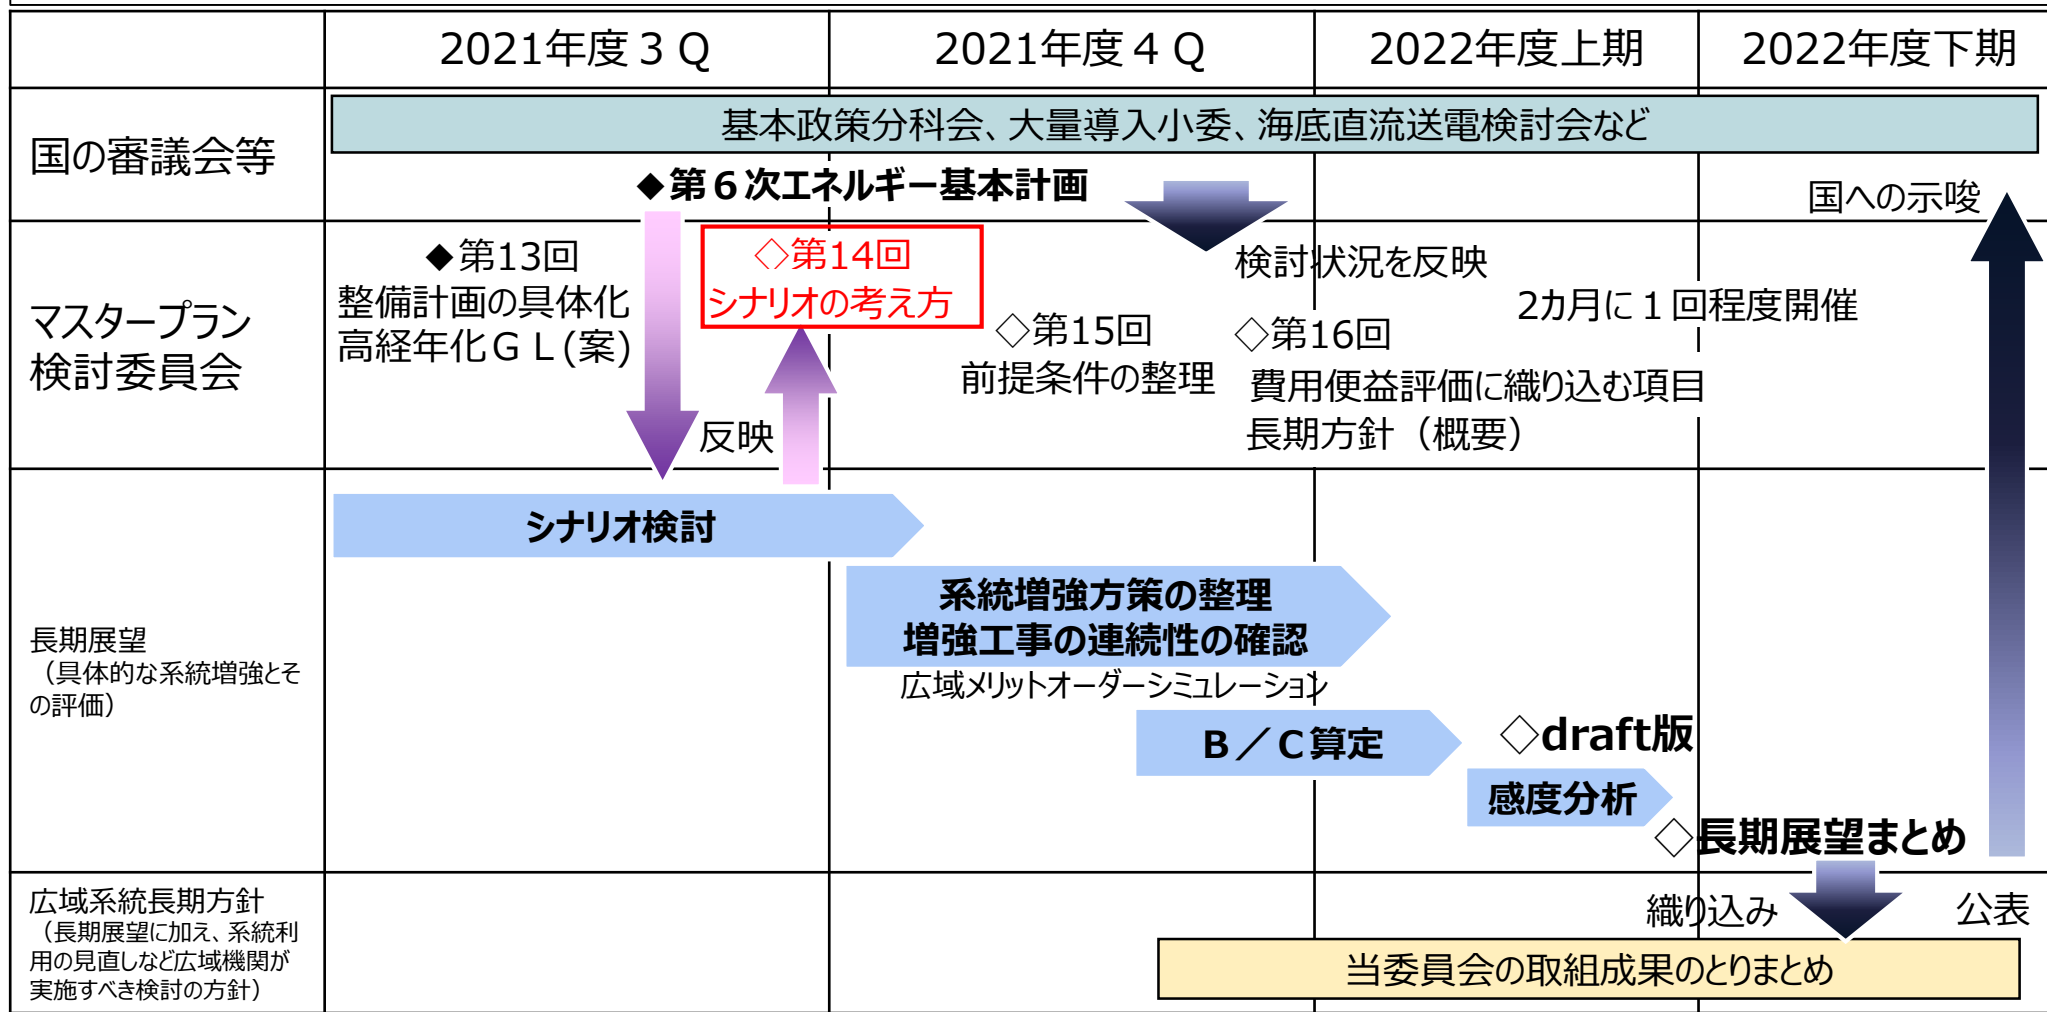 2021年度３Ｑ
2021年度４Ｑ
2022年度上期
2022年度下期
国の審議会等
基本政策分科会、大量導入小委、海底直流送電検討会など
◆第６次エネルギー基本計画
国への示唆
マスタープラン
検討委員会
◆第13回
整備計画の具体化
高経年化ＧＬ(案)
◇第14回
シナリオの考え方
反映
◇第15回
前提条件の整理
検討状況を反映
◇第16回
費用便益評価に織り込む項目
長期方針（概要）
2カ月に１回程度開催
長期展望
（具体的な系統増強とそ
の評価）
シナリオ検討
系統増強方策の整理
増強工事の連続性の確認
広域メリットオーダーシミュレーション
Ｂ／Ｃ算定
◇draft版
感度分析
◇長期展望まとめ
広域系統長期方針
（長期展望に加え、系統利
用の見直しなど広域機関が
実施すべき検討の方針）
織り込み
公表
当委員会の取組成果のとりまとめ